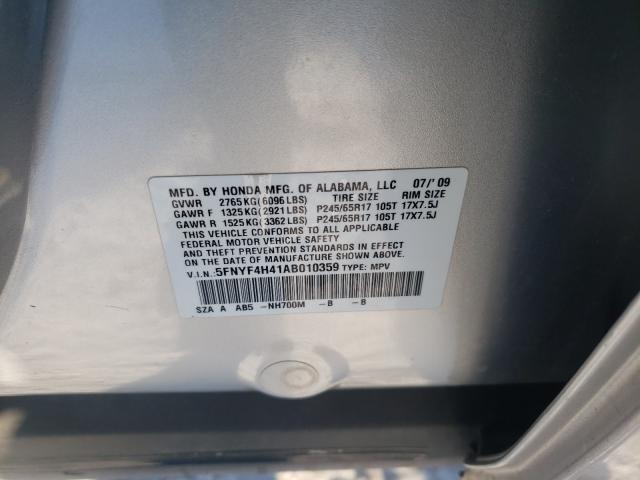 MFD. BY HONDA MFG. OF ALABAMA, LLC 07/'09
GVWR 2765KG(6096LBS) TIRE SIZE RIM SIZE
GAWR F 1325KG(2921LBS) P245/65R17 105T 17X7.5J
GAWR R 1525KG(3362LBS) P245/65R17 105T 17X7.5J
THIS VEHICLE CONFORMS TO ALL APPLICABLE
FEDERAL MOTOR VEHICLE SAFETY
AND THEFT PREVENTION STANDARDS IN EFFECT
ON THE DATE OF MANUFACTURE SHOWN ABOVE.
V.I.N.:5FNYF4H41AB010359 TYPE: MPV
SZA A AB5 -NH700M -B -B